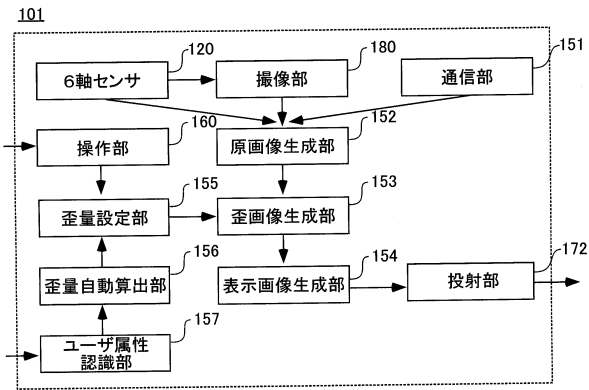 101
6軸センサ
120
撮像部
180
通信部
151
操作部
160
原画像生成部
152
歪量設定部
155
歪画像生成部
153
歪量自動算出部
156
表示画像生成部
154
投射部
172
ユーザ属性
認識部
157